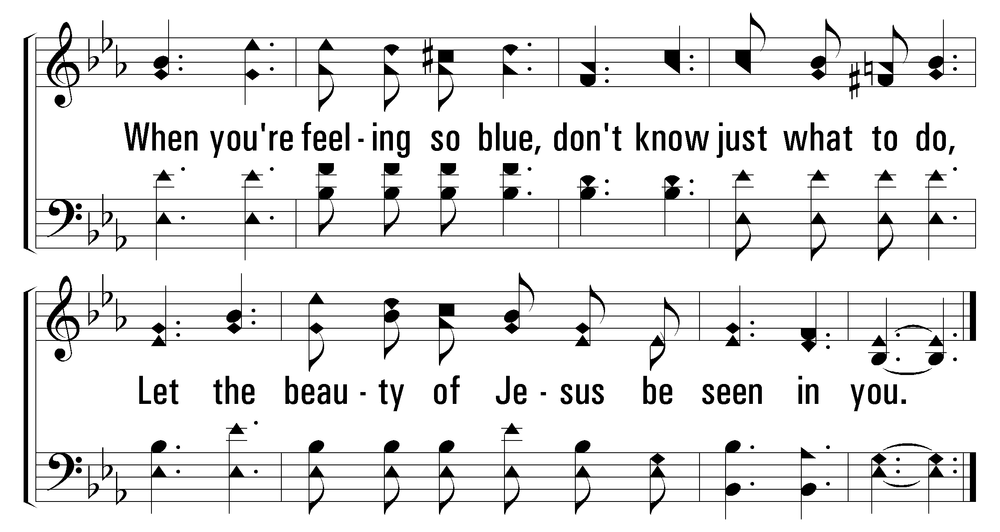 When you're feel - ing so blue, don't know just what to do,
Let the beau - ty of Je - sus be seen in you.